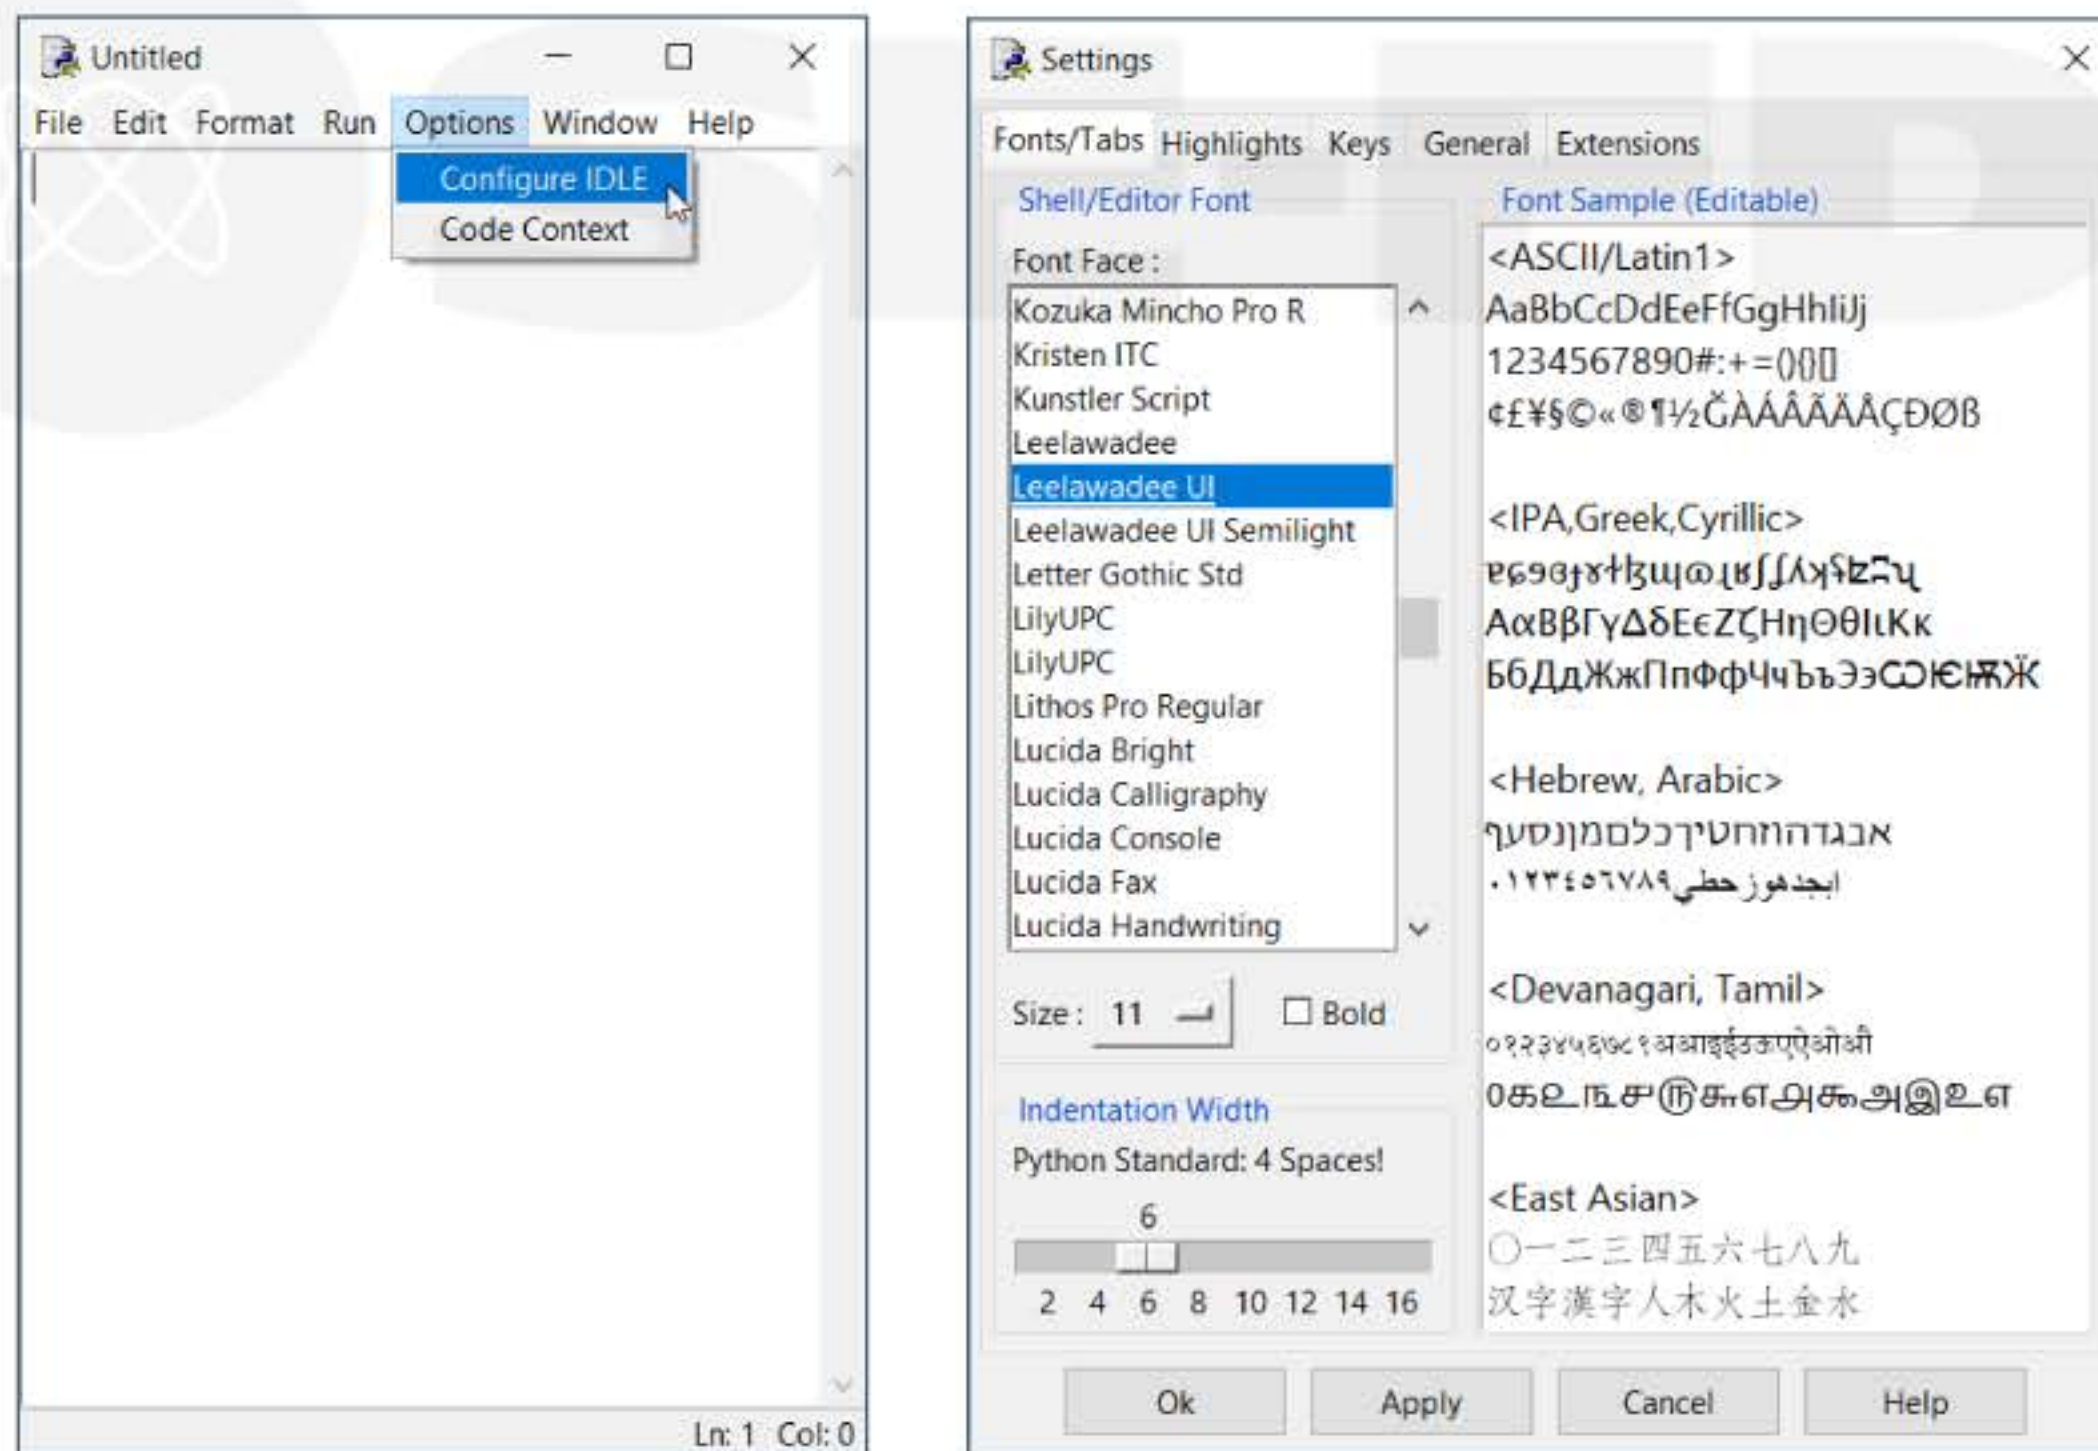 Untitled
File Edit Format Run Options Window Help
Configure IDLE
Code Context
Ln: 1 Col: 0
Settings
Fonts/Tabs Highlights Keys General Extensions
Shell/Editor Font
Font Face :
Kozuka Mincho Pro R
Kristen ITC
Kunstler Script
Leelawadee
Leelawadee UI
Leelawadee UI Semilight
Letter Gothic Std
LilyUPC
LilyUPC
Lithos Pro Regular
Lucida Bright
Lucida Calligraphy
Lucida Console
Lucida Fax
Lucida Handwriting
Size : 11 Bold
Indentation Width
Python Standard: 4 Spaces!
6
2 4 6 8 10 12 14 16
Font Sample (Editable)
<ASCII/Latin1>
AaBbCcDdEeFfGgHhIiJj
1234567890#:+=(){}[]
¢£¥§©«®¶½ĞÀÁÂÃÄÅÇÐØß
<IPA,Greek,Cyrillic>
ΑαΒβΓγΔδΕεΖζΗηΘθΙιΚκ
БбДдЖжПпФфЧчЪъЭэѠѤѬӜ
<Hebrew, Arabic>
אבגדהוזחטיךכלםמןנסעף
ابجدهوزحطي٠١٢٣٤٥٦٧٨٩
<Devanagari, Tamil>
०१२३४५६७८९अआइईउऊएऐओऔ
0௧௨௩௪௫௬௭௮௯அஇஉஎ
<East Asian>
〇一二三四五六七八九
汉字漢字人木火土金水
Ok Apply Cancel Help